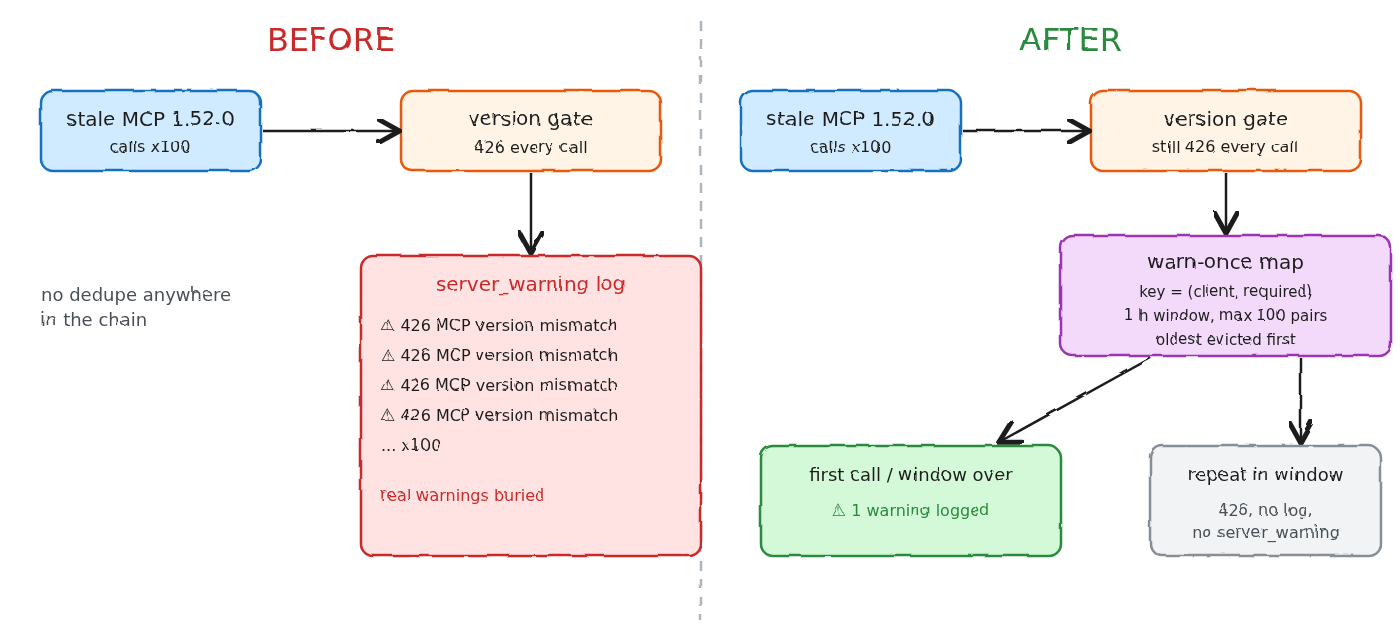 BEFORE
stale MCP 1.52.0
calls x100
version gate
426 every call
no dedupe anywhere
in the chain
server_warning log
⚠ 426 MCP version mismatch
⚠ 426 MCP version mismatch
⚠ 426 MCP version mismatch
⚠ 426 MCP version mismatch
... x100
real warnings buried
AFTER
stale MCP 1.52.0
calls x100
version gate
still 426 every call
warn-once map
key = (client, required)
1 h window, max 100 pairs
oldest evicted first
first call / window over
⚠ 1 warning logged
repeat in window
426, no log,
no server_warning